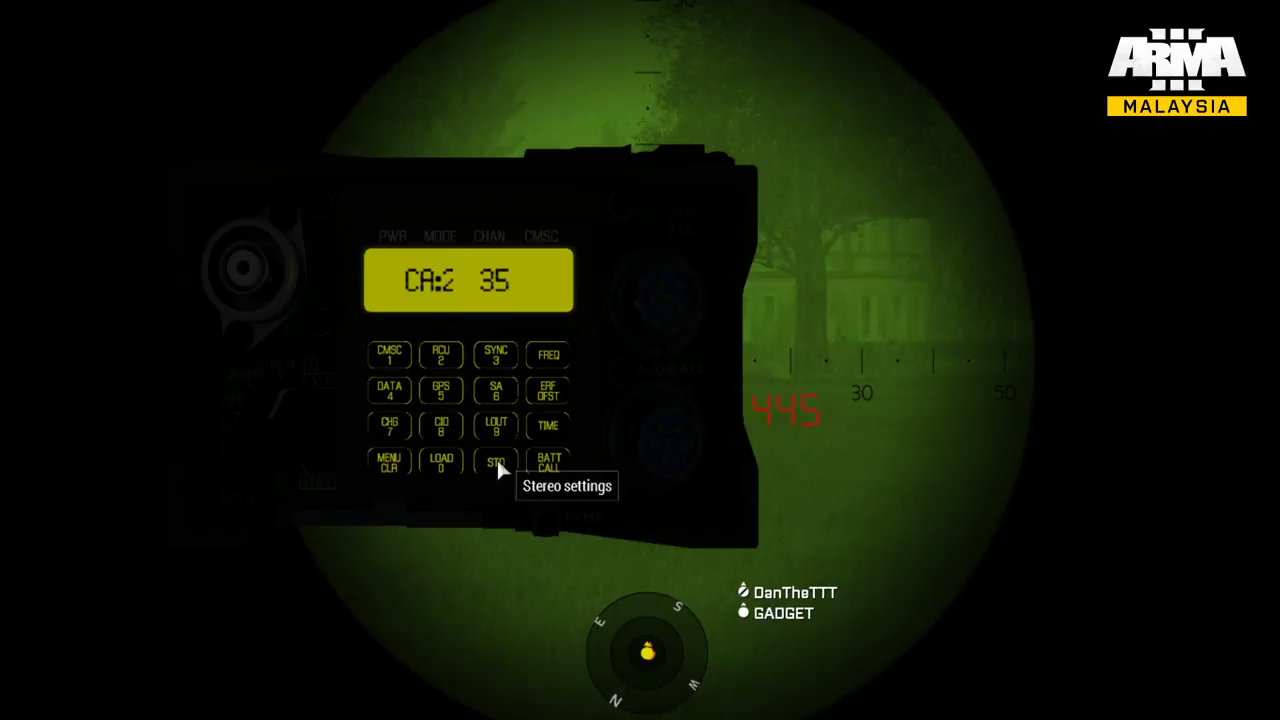 50
ARMA III
MALAYSIA
PWR MODE CHAN CMSC
CA:2 35
CMSC 1 RCU 2 SYNC 3 FREQ
DATA 4 GPS 5 SA 6 ERF OFST
CHG 7 CID 8 LOUT 9 TIME
MENU CLR LOAD 0 STO BATT CALL
Stereo settings
30 50
445
DanTheTTT
GADGET
S
E
W
N